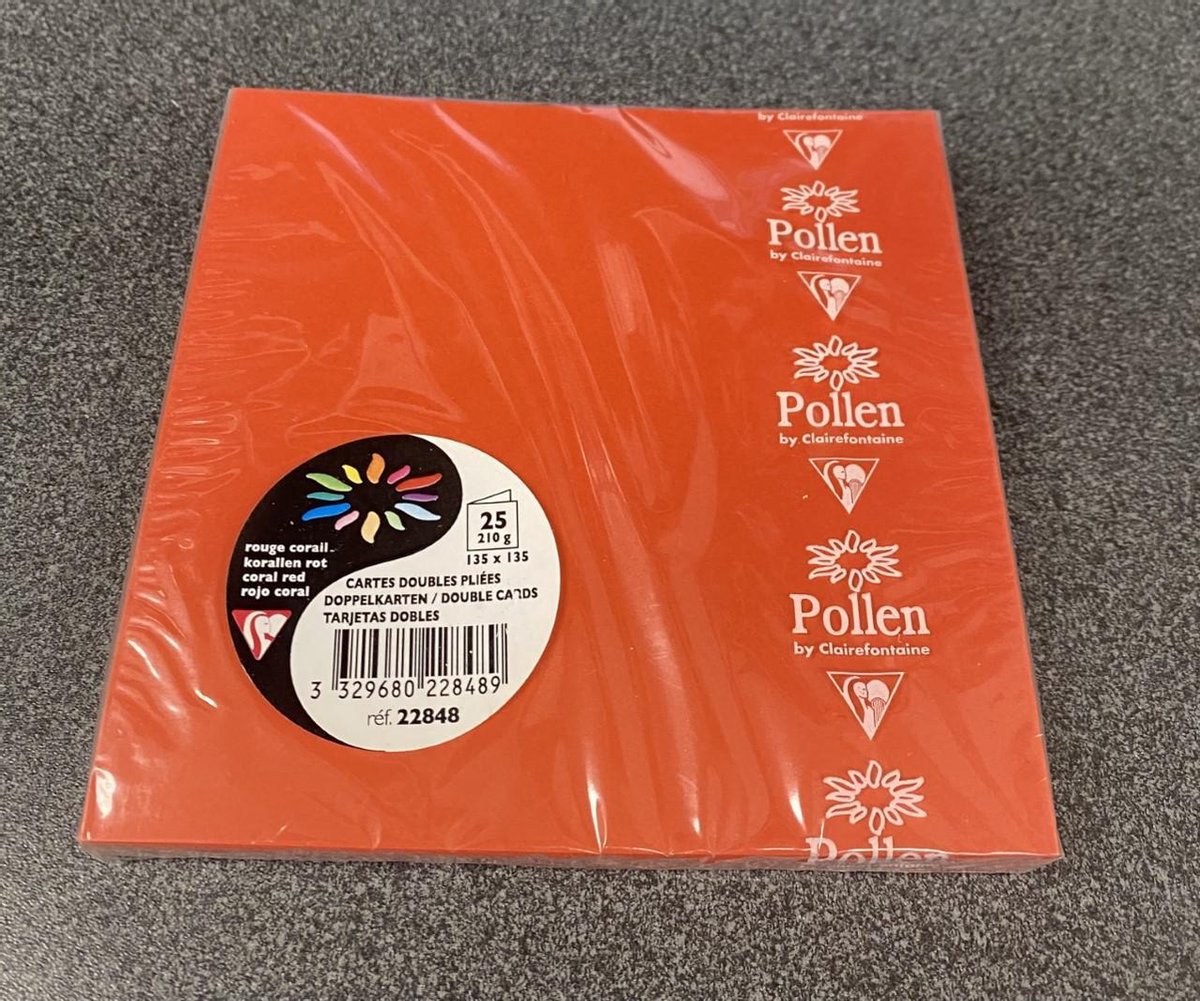 by Clairefontaine
Pollen
by Clairefontaine
Pollen
by Clairefontaine
Pollen
by Clairefontaine
Pollen
rouge corail
korallen rot
coral red
rojo coral
25
210 g
135 x 135
CARTES DOUBLES PLIÉES
DOPPELKARTEN / DOUBLE CARDS
TARJETAS DOBLES
3 329680 228489
réf. 22848